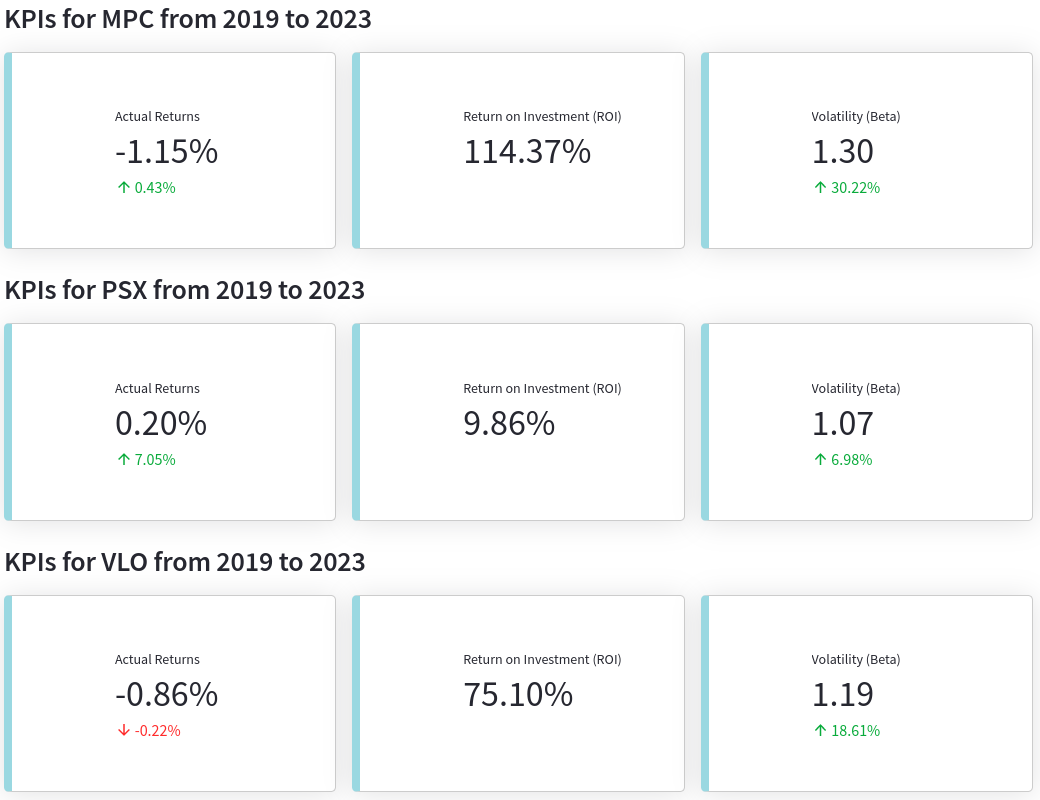 KPIs for MPC from 2019 to 2023
Actual Returns
-1.15%
↑ 0.43%
Return on Investment (ROI)
114.37%
Volatility (Beta)
1.30
↑ 30.22%
KPIs for PSX from 2019 to 2023
Actual Returns
0.20%
↑ 7.05%
Return on Investment (ROI)
9.86%
Volatility (Beta)
1.07
↑ 6.98%
KPIs for VLO from 2019 to 2023
Actual Returns
-0.86%
↓ -0.22%
Return on Investment (ROI)
75.10%
Volatility (Beta)
1.19
↑ 18.61%